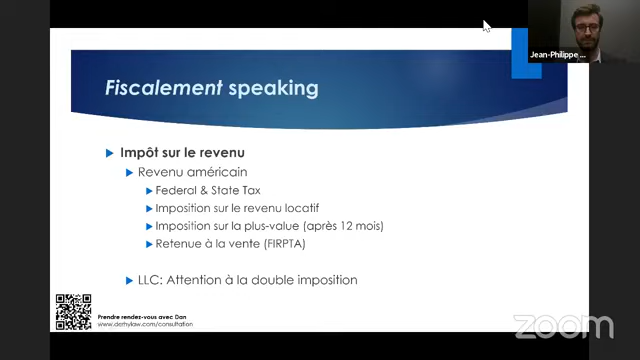 Jean-Philippe ...
Fiscalement speaking
Impôt sur le revenu
Revenu américain
Federal & State Tax
Imposition sur le revenu locatif
Imposition sur la plus-value (après 12 mois)
Retenue à la vente (FIRPTA)
LLC: Attention à la double imposition
Prendre rendez-vous avec Dan
www.darhylaw.com/consultation
zoom